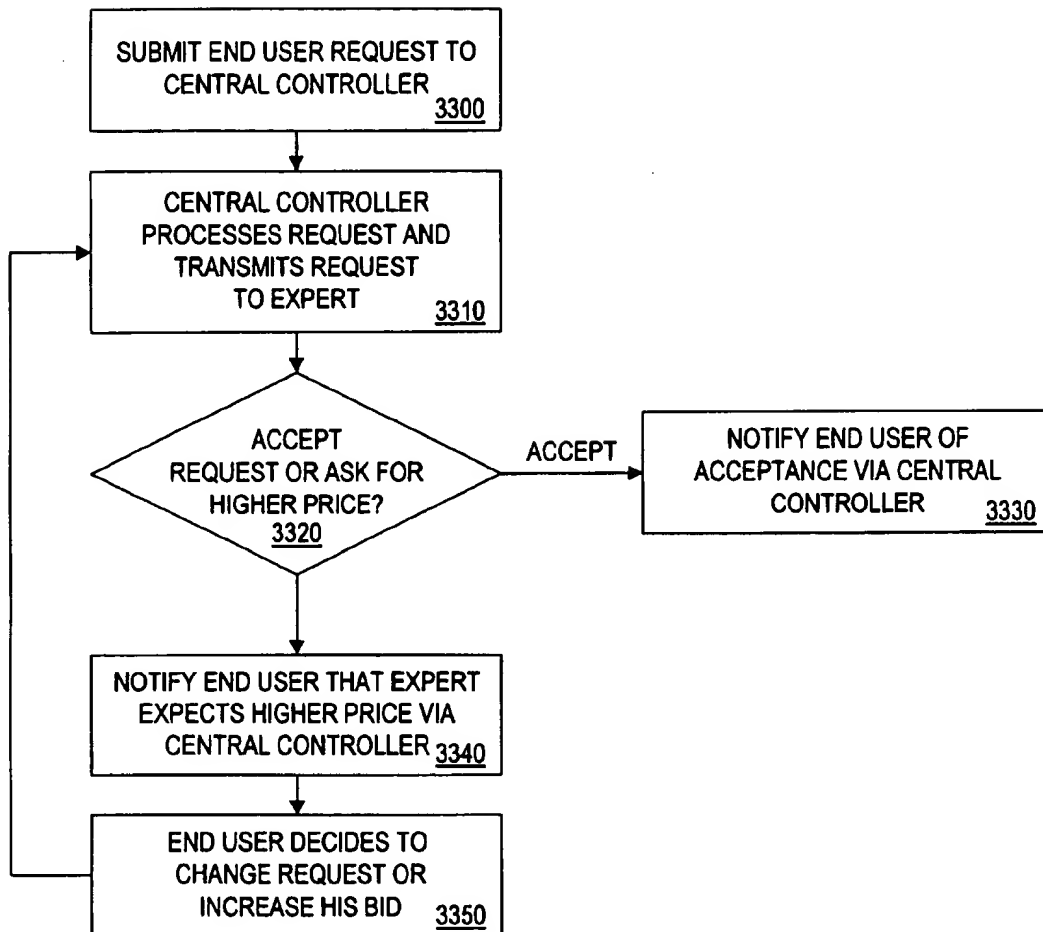 SUBMIT END USER REQUEST TO
CENTRAL CONTROLLER
3300
CENTRAL CONTROLLER
PROCESSES REQUEST AND
TRANSMITS REQUEST
TO EXPERT
3310
ACCEPT
REQUEST OR ASK FOR
HIGHER PRICE?
3320
ACCEPT
NOTIFY END USER OF
ACCEPTANCE VIA CENTRAL
CONTROLLER
3330
NOTIFY END USER THAT EXPERT
EXPECTS HIGHER PRICE VIA
CENTRAL CONTROLLER 3340
END USER DECIDES TO
CHANGE REQUEST OR
INCREASE HIS BID
3350